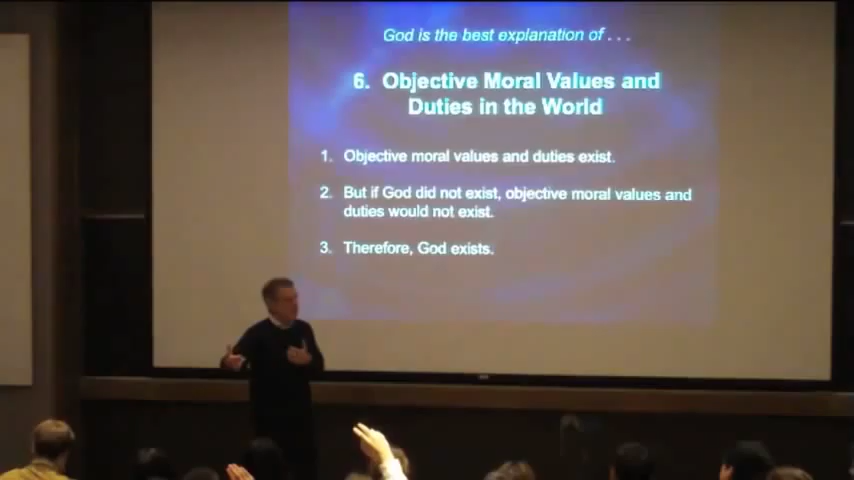 God is the best explanation of . . .
6. Objective Moral Values and
Duties in the World
1. Objective moral values and duties exist.
2. But if God did not exist, objective moral values and
duties would not exist.
3. Therefore, God exists.